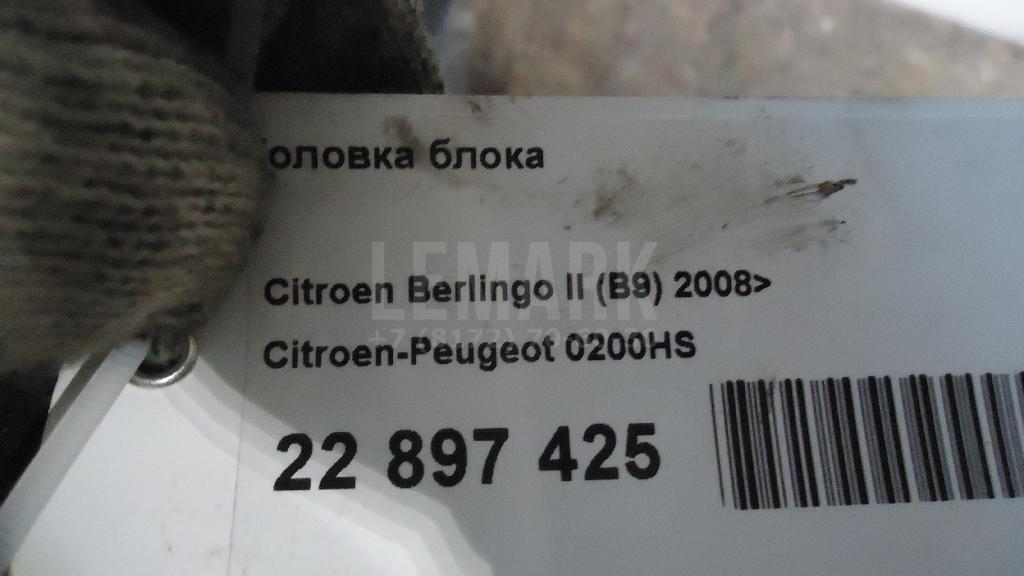 оловка блока
LEMARK
Citroen Berlingo II (B9) 2008>
Citroen-Peugeot 0200HS
22 897 425